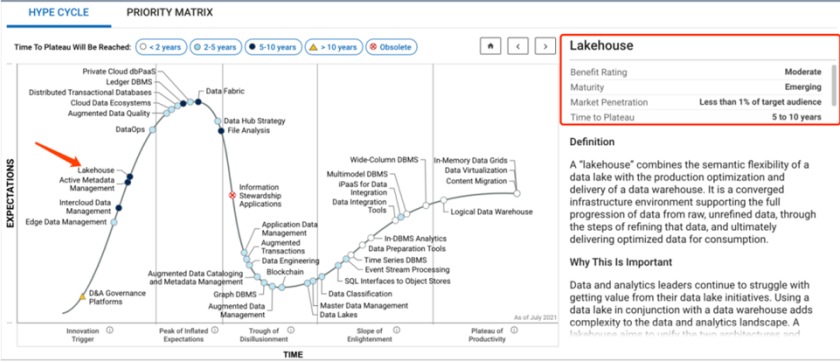 HYPE CYCLE
PRIORITY MATRIX
Time To Plateau Will Be Reached:
< 2 years
2-5 years
5-10 years
> 10 years
Obsolete
EXPECTATIONS
Private Cloud dbPaaS
Ledger DBMS
Distributed Transactional Databases
Cloud Data Ecosystems
Augmented Data Quality
DataOps
Lakehouse
Active Metadata
Management
Intercloud Data
Management
Edge Data Management
D&A Governance
Platforms
Data Fabric
Data Hub Strategy
File Analysis
Information
Stewardship
Applications
Application Data
Management
Augmented
Transactions
Data Engineering
Blockchain
Augmented Data Cataloging
and Metadata Management
Graph DBMS
Augmented Data
Management
Data Lakes
Master Data Management
Data Classification
SQL Interfaces to Object Stores
Event Stream Processing
Time Series DBMS
Data Preparation Tools
In-DBMS Analytics
Wide-Column DBMS
Multimodel DBMS
iPaaS for Data
Integration
Data Integration
Tools
In-Memory Data Grids
Data Virtualization
Content Migration
Logical Data Warehouse
As of July 2021
Innovation
Trigger
Peak of Inflated
Expectations
Trough of
Disillusionment
Slope of
Enlightenment
Plateau of
Productivity
TIME
Lakehouse
Benefit Rating Moderate
Maturity Emerging
Market Penetration Less than 1% of target audience
Time to Plateau 5 to 10 years
Definition
A “lakehouse” combines the semantic flexibility of a
data lake with the production optimization and
delivery of a data warehouse. It is a converged
infrastructure environment supporting the full
progression of data from raw, unrefined data, through
the steps of refining that data, and ultimately
delivering optimized data for consumption.
Why This Is Important
Data and analytics leaders continue to struggle with
getting value from their data lake initiatives. Using a
data lake in conjunction with a data warehouse adds
complexity to the data and analytics landscape. A
lakehouse aims to unify the two architectures and